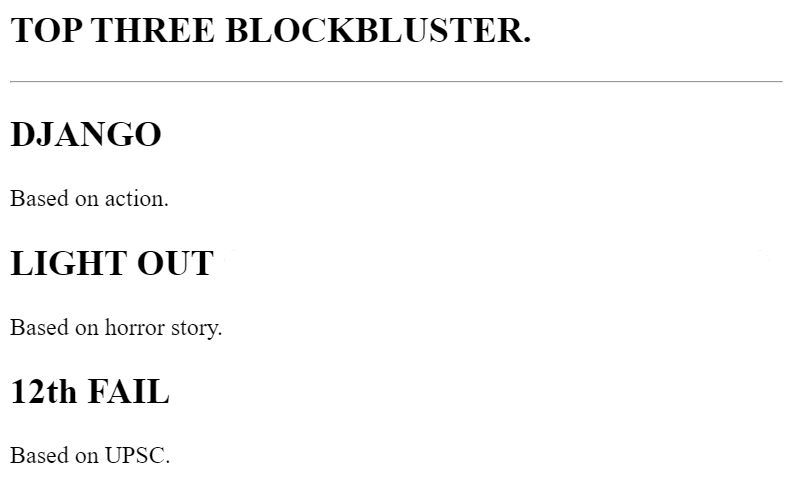 TOP THREE BLOCKBLUSTER.
DJANGO
Based on action.
LIGHT OUT
Based on horror story.
12th FAIL
Based on UPSC.